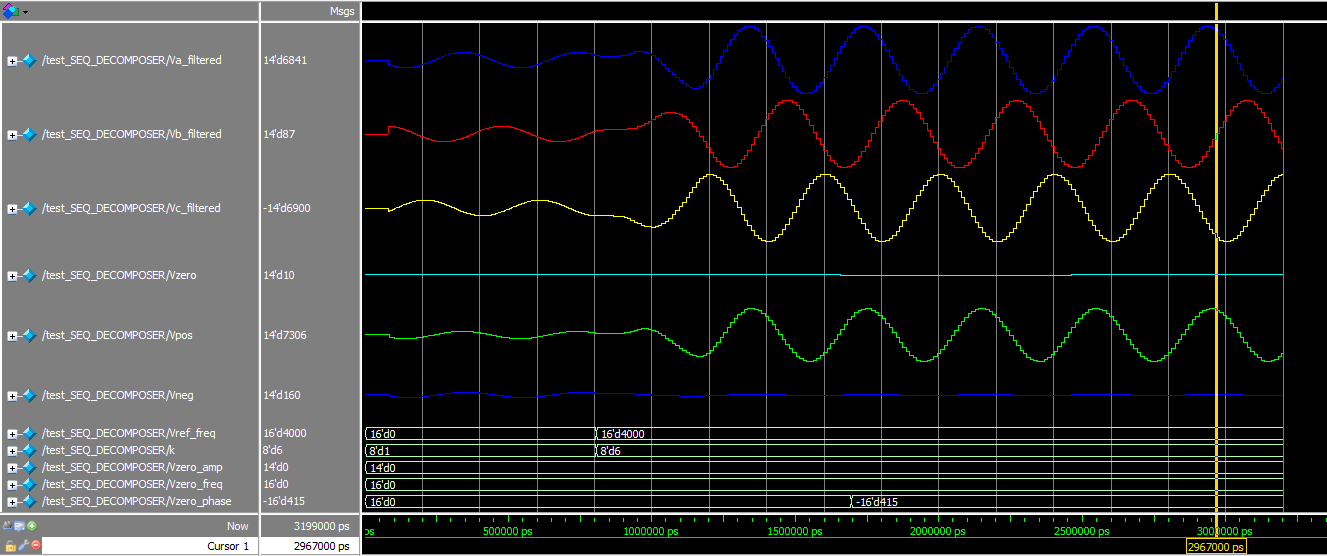 Msgs
/test_SEQ_DECOMPOSER/Va_filtered 14'd6841
/test_SEQ_DECOMPOSER/Vb_filtered 14'd87
/test_SEQ_DECOMPOSER/Vc_filtered -14'd6900
/test_SEQ_DECOMPOSER/Vzero 14'd10
/test_SEQ_DECOMPOSER/Vpos 14'd7306
/test_SEQ_DECOMPOSER/Vneg 14'd160
/test_SEQ_DECOMPOSER/Vref_freq 16'd4000 16'd0 16'd4000
/test_SEQ_DECOMPOSER/k 8'd6 8'd1 8'd6
/test_SEQ_DECOMPOSER/Vzero_amp 14'd0 14'd0
/test_SEQ_DECOMPOSER/Vzero_freq 16'd0 16'd0
/test_SEQ_DECOMPOSER/Vzero_phase -16'd415 16'd0 -16'd415
Now 3199000 ps ps 500000 ps 1000000 ps 1500000 ps 2000000 ps 2500000 ps 3000000 ps
Cursor 1 2967000 ps 2967000 ps